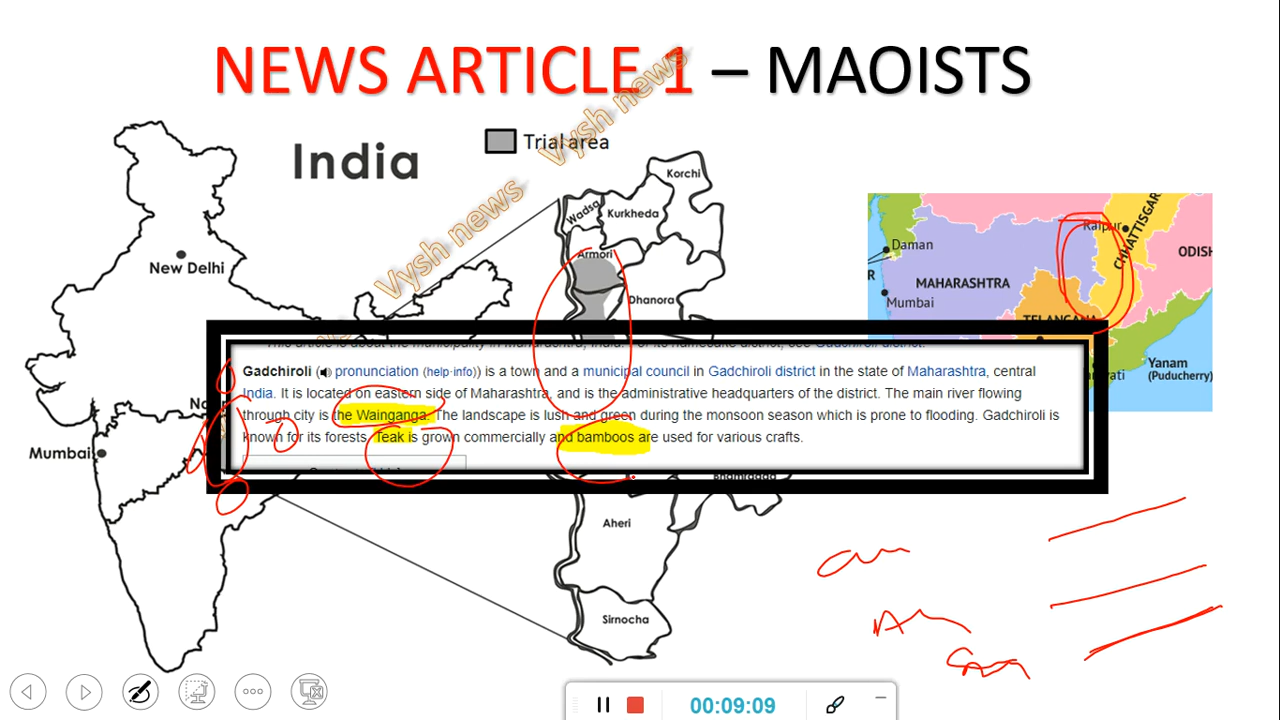 NEWS ARTICLE 1 – MAOISTS
India
Trial area
Vysh news
Vysh news
New Delhi
Mumbai
Korchi
Wadsa
Kurkheda
Armori
Dhanora
Aheri
Sirnocha
Daman
Raipur
CHHATTISGAR
ODISH
MAHARASHTRA
Mumbai
TELANGANA
Yanam
(Puducherry)
Gadchiroli ( pronunciation (help·info)) is a town and a municipal council in Gadchiroli district in the state of Maharashtra, central
India. It is located on eastern side of Maharashtra, and is the administrative headquarters of the district. The main river flowing
through city is the Wainganga. The landscape is lush and green during the monsoon season which is prone to flooding. Gadchiroli is
known for its forests. Teak is grown commercially and bamboos are used for various crafts.
00:09:09